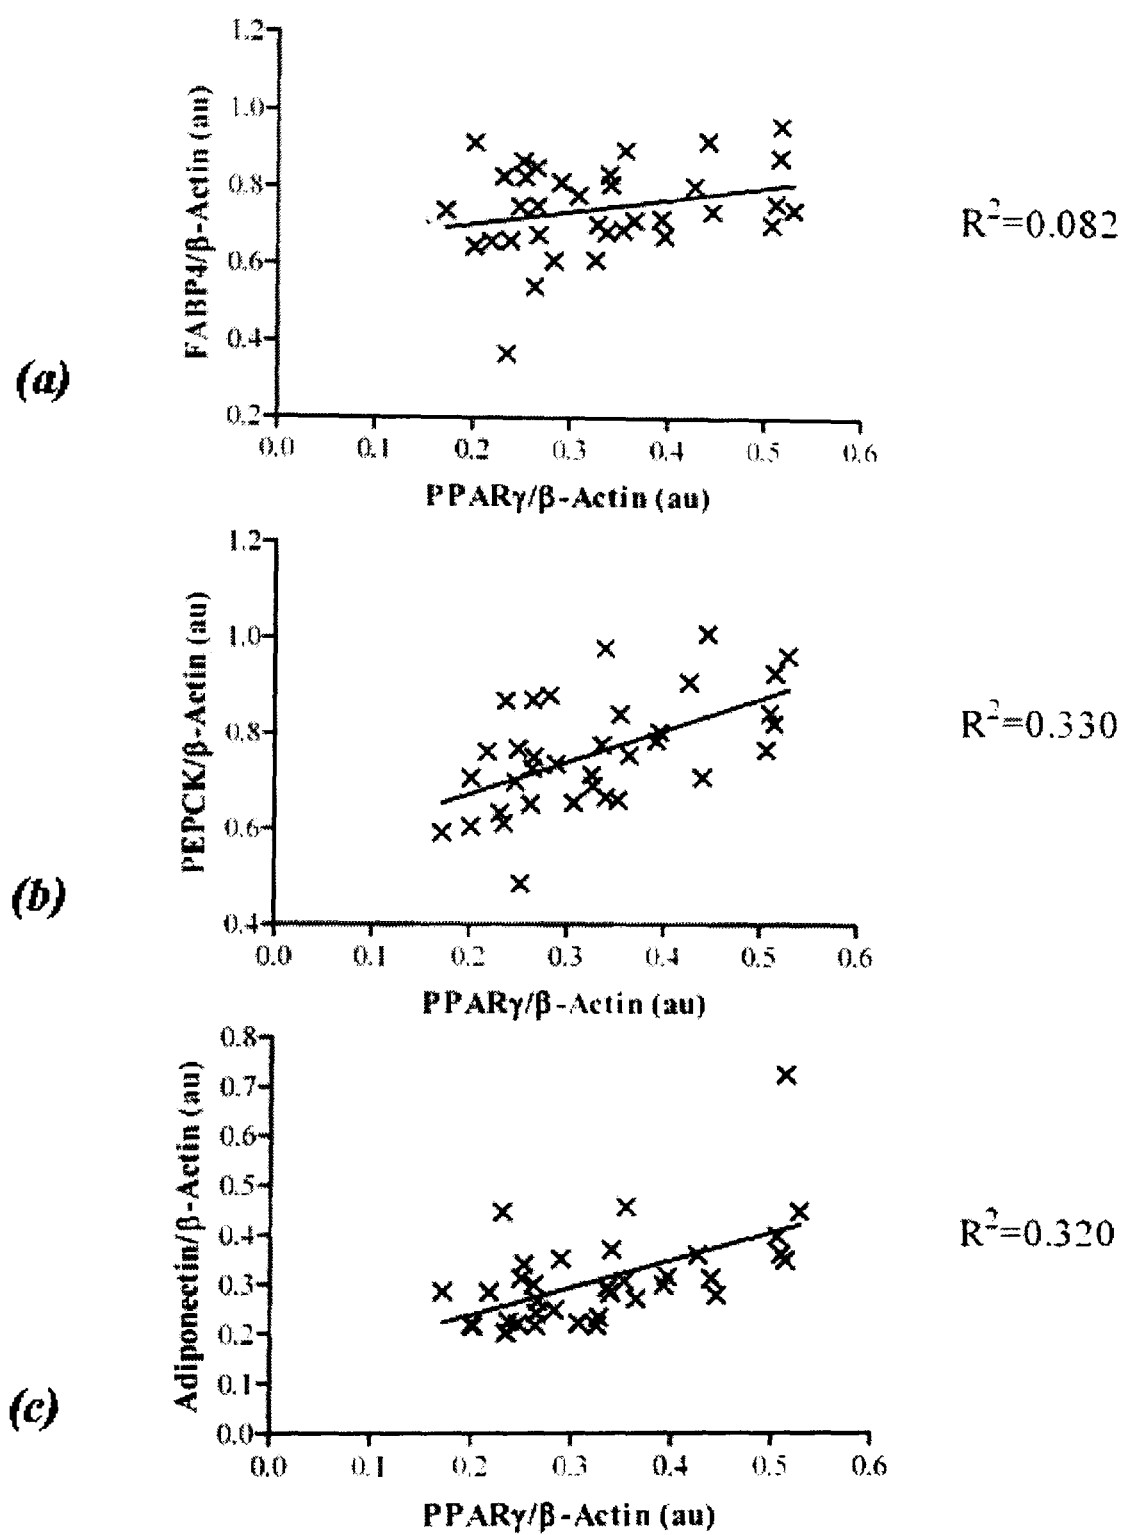 1.2
1.0
0.8
0.6
0.4
0.2
FABP4/β-Actin (au)
0.0 0.1 0.2 0.3 0.4 0.5 0.6
PPARγ/β-Actin (au)
R²=0.082
(a)
1.2
1.0
0.8
0.6
0.4
PEPCK/β-Actin (au)
0.0 0.1 0.2 0.3 0.4 0.5 0.6
PPARγ/β-Actin (au)
R²=0.330
(b)
0.8
0.7
0.6
0.5
0.4
0.3
0.2
0.1
0.0
Adiponectin/β-Actin (au)
0.0 0.1 0.2 0.3 0.4 0.5 0.6
PPARγ/β-Actin (au)
R²=0.320
(c)